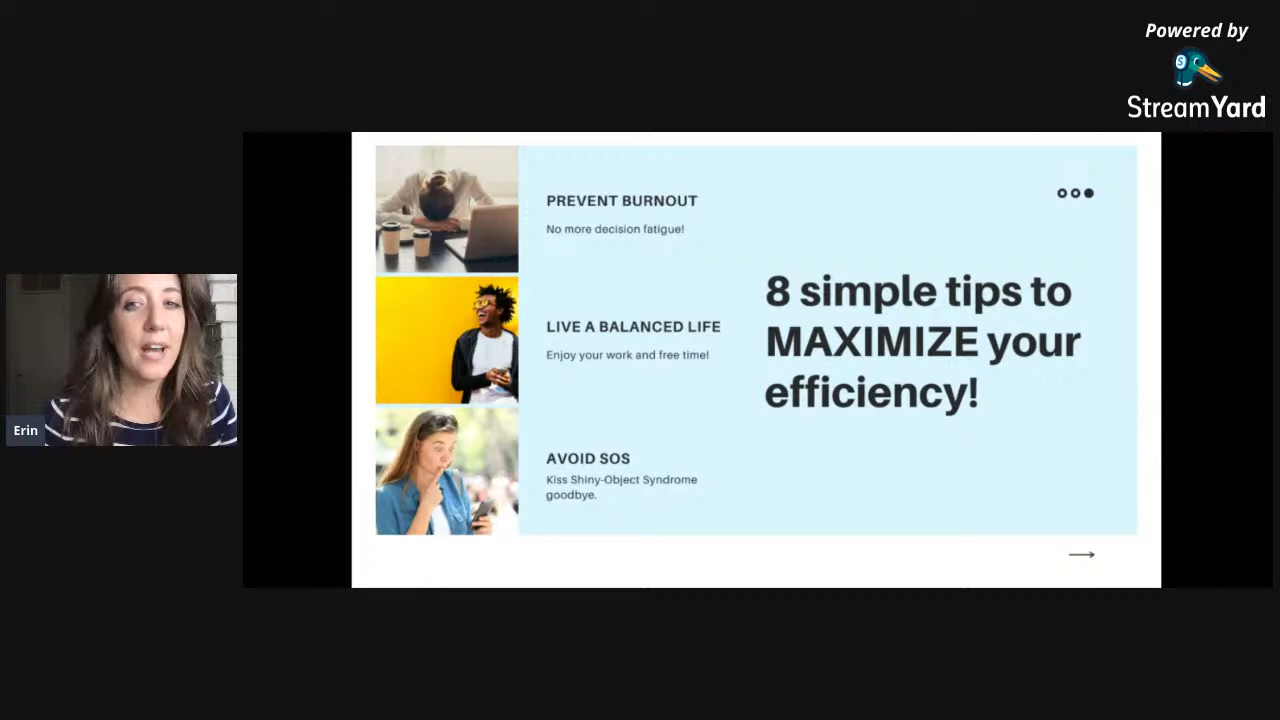 Powered by
StreamYard
PREVENT BURNOUT
No more decision fatigue!
LIVE A BALANCED LIFE
Enjoy your work and free time!
AVOID SOS
Kiss Shiny-Object Syndrome
goodbye.
8 simple tips to
MAXIMIZE your
efficiency!
Erin